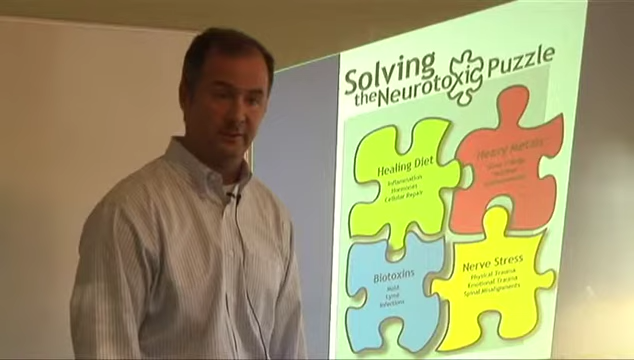 Solving
the Neurotoxic Puzzle
Healing Diet
Inflammation
Hormones
Cellular Repair
Heavy Metals
Biotoxins
Mold
Lyme
Infections
Nerve Stress
Physical Trauma
Emotional Trauma
Spinal Misalignments